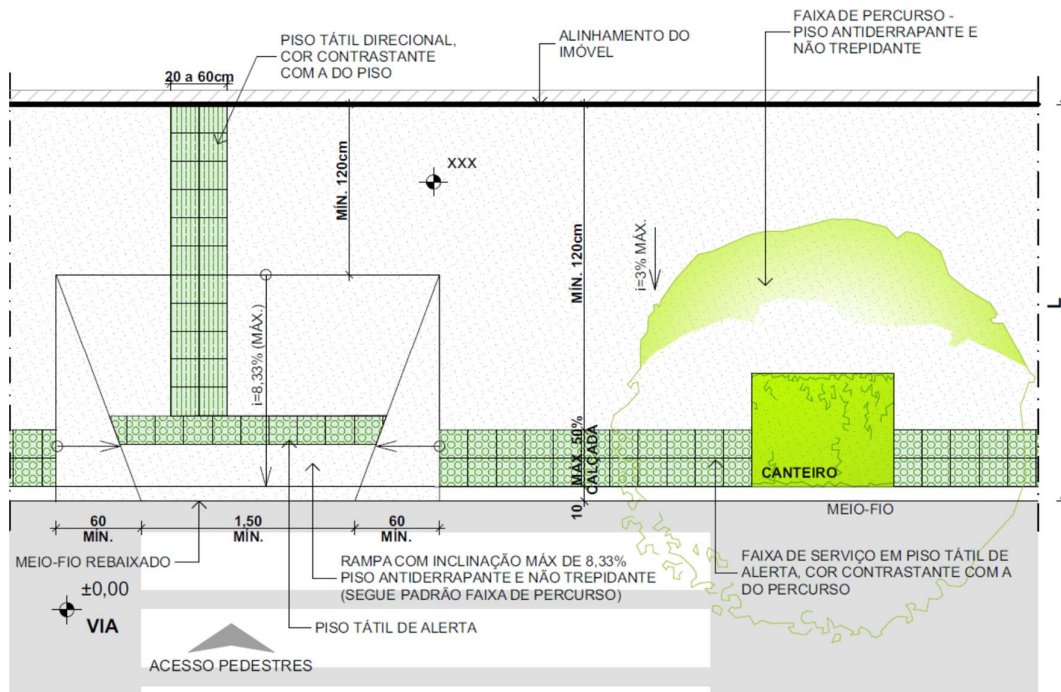 PISO TÁTIL DIRECIONAL,
COR CONTRASTANTE
COM A DO PISO
ALINHAMENTO DO
IMÓVEL
FAIXA DE PERCURSO -
PISO ANTIDERRAPANTE E
NÃO TREPIDANTE
20 a 60cm
MÍN. 120cm
XXX
MÍN. 120cm
i=3% MÁX.
L
i=8,33% (MÁX.)
MÁX. 50%
CALÇADA
CANTEIRO
10
MEIO-FIO
60
MÍN.
1,50
MÍN.
60
MÍN.
MEIO-FIO REBAIXADO
RAMPA COM INCLINAÇÃO MÁX DE 8,33%
PISO ANTIDERRAPANTE E NÃO TREPIDANTE
(SEGUE PADRÃO FAIXA DE PERCURSO)
FAIXA DE SERVIÇO EM PISO TÁTIL DE
ALERTA, COR CONTRASTANTE COM A
DO PERCURSO
±0,00
VIA
PISO TÁTIL DE ALERTA
ACESSO PEDESTRES